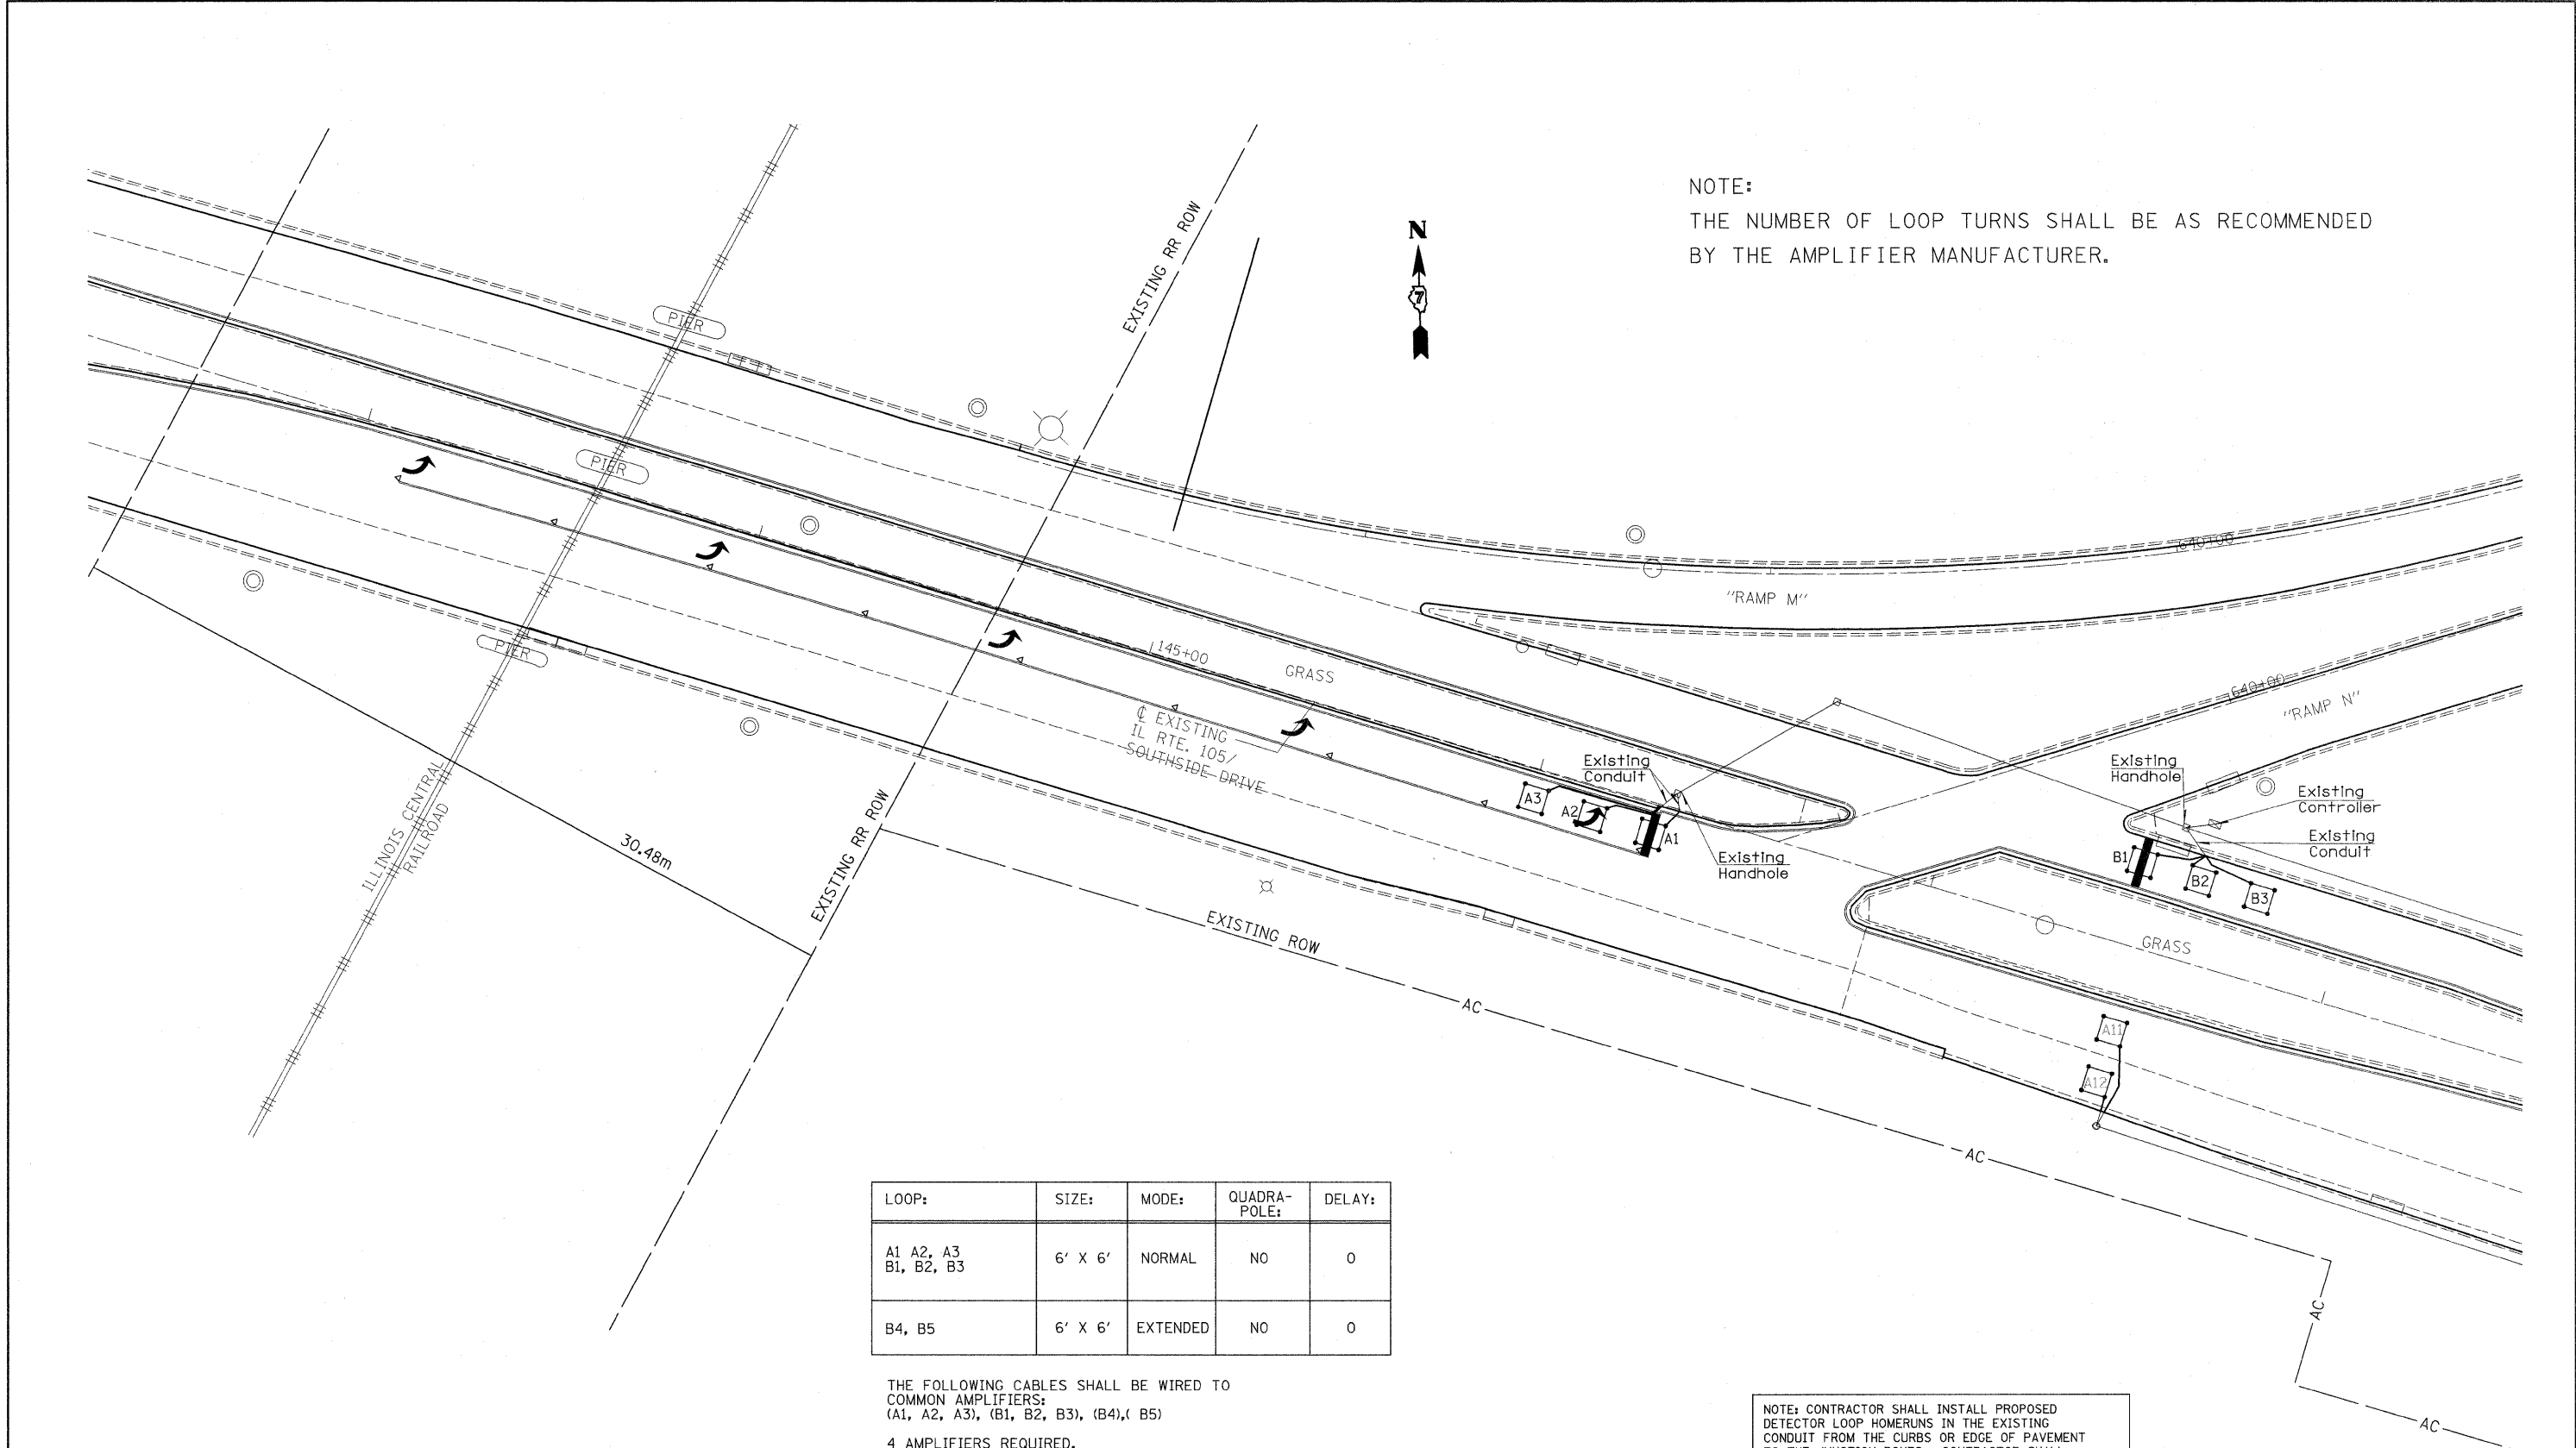 NOTE:
THE NUMBER OF LOOP TURNS SHALL BE AS RECOMMENDED
BY THE AMPLIFIER MANUFACTURER.
N
7
EXISTING RR ROW
PIER
PIER
PIER
640+00
"RAMP M"
145+00
GRASS
640+00
"RAMP N"
℄ EXISTING
IL RTE. 105/
SOUTHSIDE DRIVE
Existing
Conduit
Existing
Handhole
Existing
Controller
Existing
Conduit
A3
A2
A1
Existing
Handhole
B1
B2
B3
ILLINOIS CENTRAL
RAILROAD
30.48m
EXISTING RR ROW
EXISTING ROW
GRASS
AC
A11
A12
AC
AC
AC
LOOP: SIZE: MODE: QUADRA-
POLE: DELAY:
A1 A2, A3
B1, B2, B3 6' X 6' NORMAL NO 0
B4, B5 6' X 6' EXTENDED NO 0
THE FOLLOWING CABLES SHALL BE WIRED TO
COMMON AMPLIFIERS:
(A1, A2, A3), (B1, B2, B3), (B4),( B5)
4 AMPLIFIERS REQUIRED.
NOTE: CONTRACTOR SHALL INSTALL PROPOSED
DETECTOR LOOP HOMERUNS IN THE EXISTING
CONDUIT FROM THE CURBS OR EDGE OF PAVEMENT